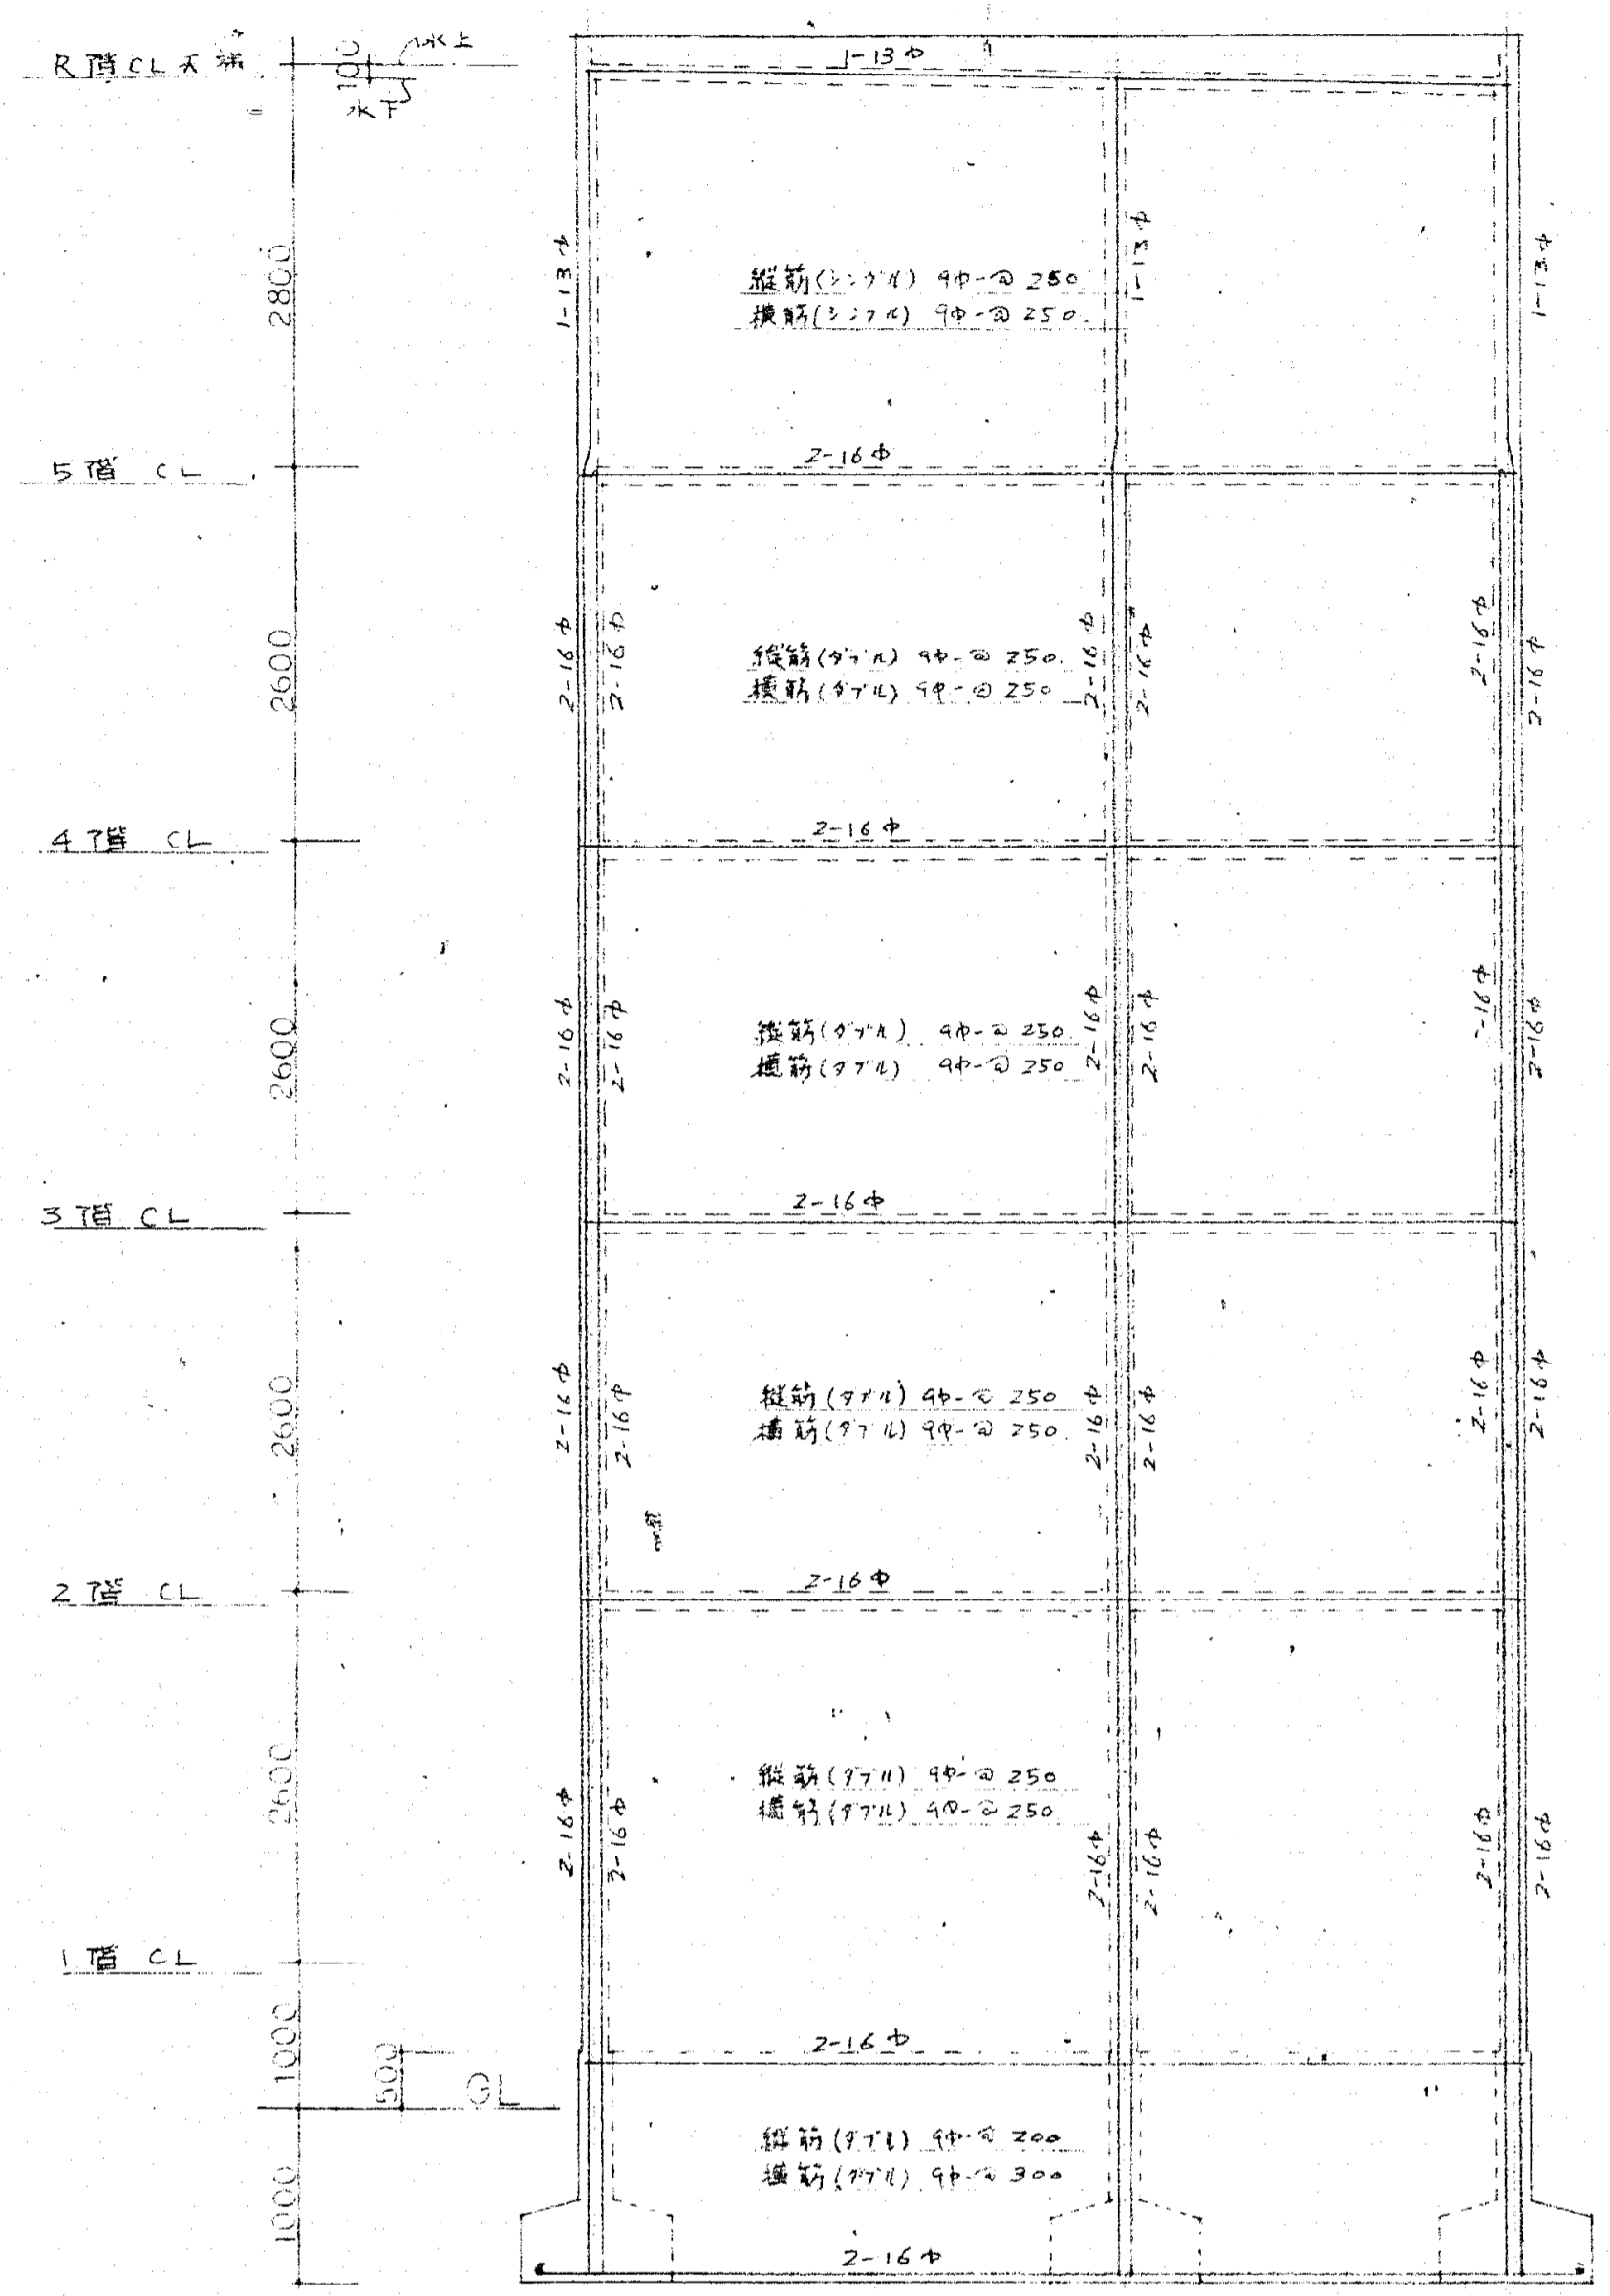 R階CL天端
100
水上
水下
1-13φ
2800
1-13φ
縦筋(シングル) 9φ-@250
横筋(シングル) 9φ-@250
1-13φ
1-13φ
5階 CL
2-16φ
2600
2-16φ
2-16φ
縦筋(ダブル) 9φ-@250
横筋(ダブル) 9φ-@250
2-16φ
2-16φ
2-16φ
2-16φ
4階 CL
2-16φ
2600
2-16φ
2-16φ
縦筋(ダブル) 9φ-@250
横筋(ダブル) 9φ-@250
2-16φ
2-16φ
-16φ
2-16φ
3階 CL
2-16φ
2600
2-16φ
2-16φ
縦筋(ダブル) 9φ-@250
横筋(ダブル) 9φ-@250
2-16φ
2-16φ
2-16φ
2-16φ
2階 CL
2-16φ
2600
2-16φ
2-16φ
縦筋(ダブル) 9φ-@250
横筋(ダブル) 9φ-@250
2-16φ
2-16φ
2-16φ
2-16φ
1階 CL
1000
500
GL
2-16φ
縦筋(ダブル) 9φ-@200
横筋(ダブル) 9φ-@300
1000
2-16φ